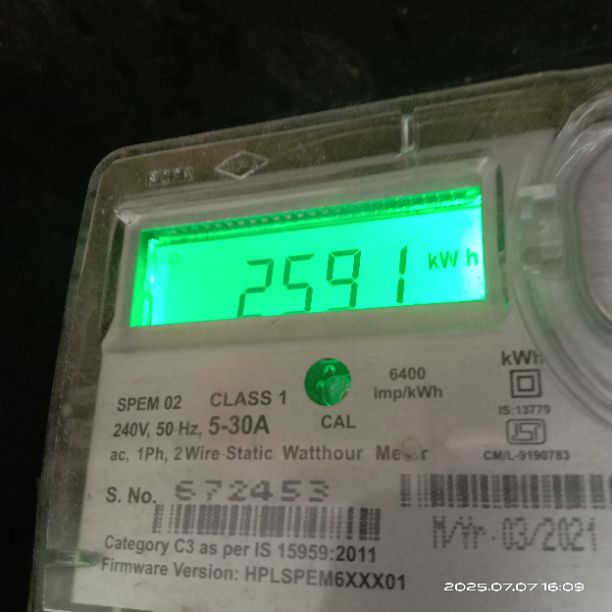 2591 kWh
kWh
6400
imp/kWh
SPEM 02 CLASS 1
CAL
IS:13779
240V, 50 Hz, 5-30A
ISI
CM/L-9190783
ac, 1Ph, 2 Wire Static Watthour
S. No. 672453
M/Yr. 03/2021
Category C3 as per IS 15959:2011
Firmware Version: HPLSPEM6XXX01
2025.07.07 16:09